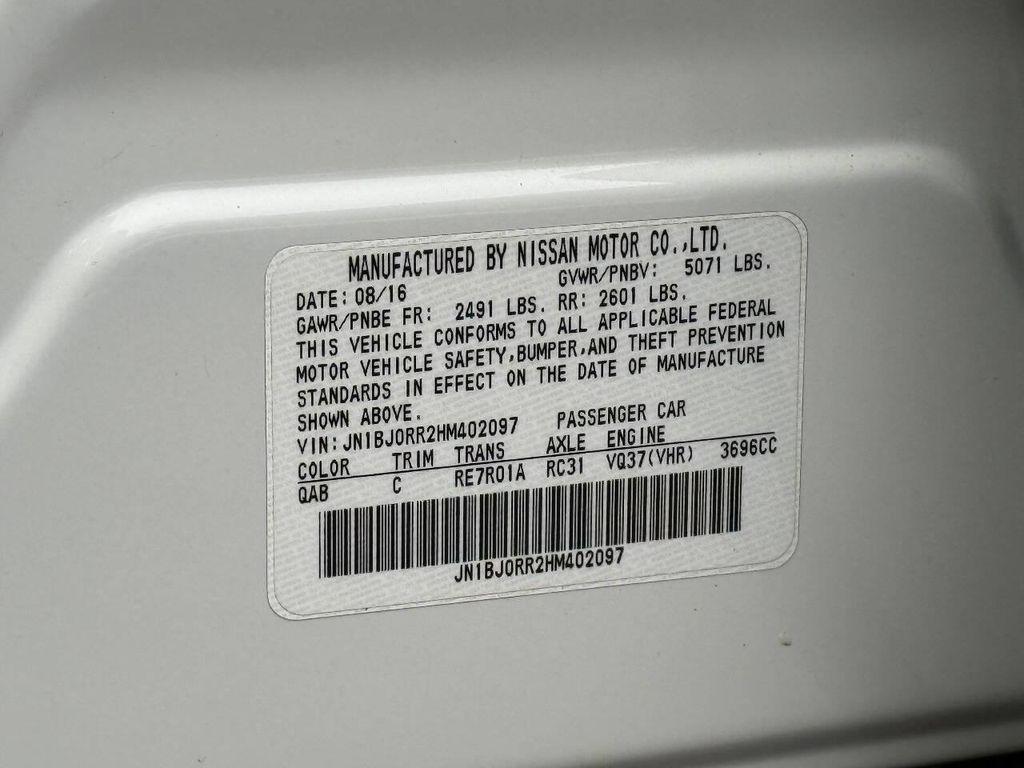 MANUFACTURED BY NISSAN MOTOR CO.,LTD.
DATE: 08/16 GVWR/PNBV: 5071 LBS.
GAWR/PNBE FR: 2491 LBS. RR: 2601 LBS.
THIS VEHICLE CONFORMS TO ALL APPLICABLE FEDERAL
MOTOR VEHICLE SAFETY,BUMPER,AND THEFT PREVENTION
STANDARDS IN EFFECT ON THE DATE OF MANUFACTURE
SHOWN ABOVE.
VIN:JN1BJ0RR2HM402097 PASSENGER CAR
COLOR TRIM TRANS AXLE ENGINE
QAB C RE7R01A RC31 VQ37(VHR) 3696CC
JN1BJ0RR2HM402097